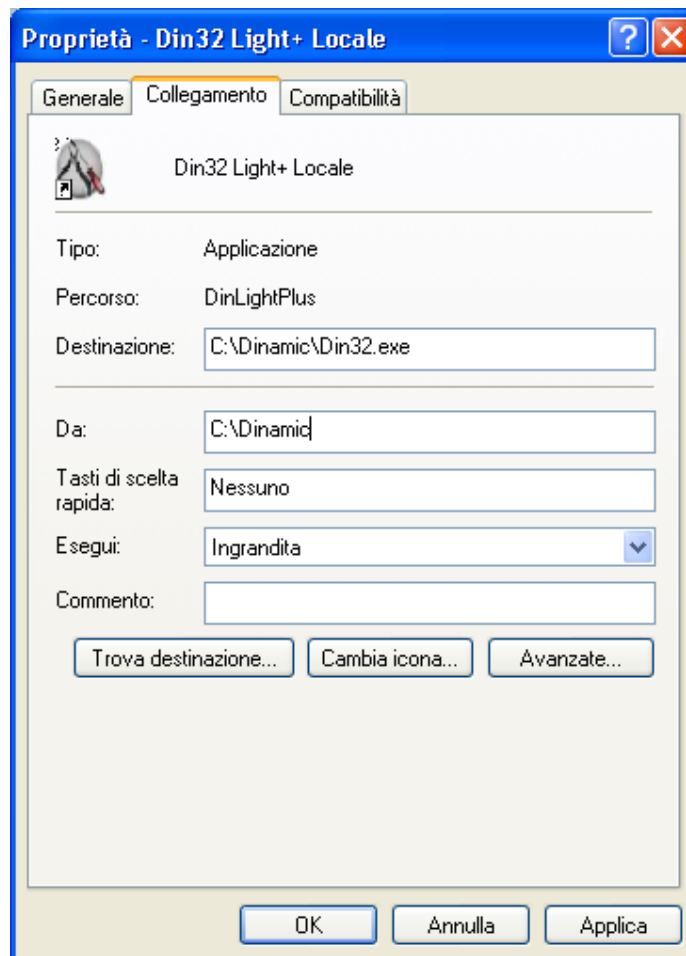 Proprietà - Din32 Light+ Locale
Generale Collegamento Compatibilità
Din32 Light+ Locale
Tipo: Applicazione
Percorso: DinLightPlus
Destinazione: C:\Dinamic\Din32.exe
Da: C:\Dinamic
Tasti di scelta
rapida: Nessuno
Esegui: Ingrandita
Commento:
Trova destinazione... Cambia icona... Avanzate...
OK Annulla Applica